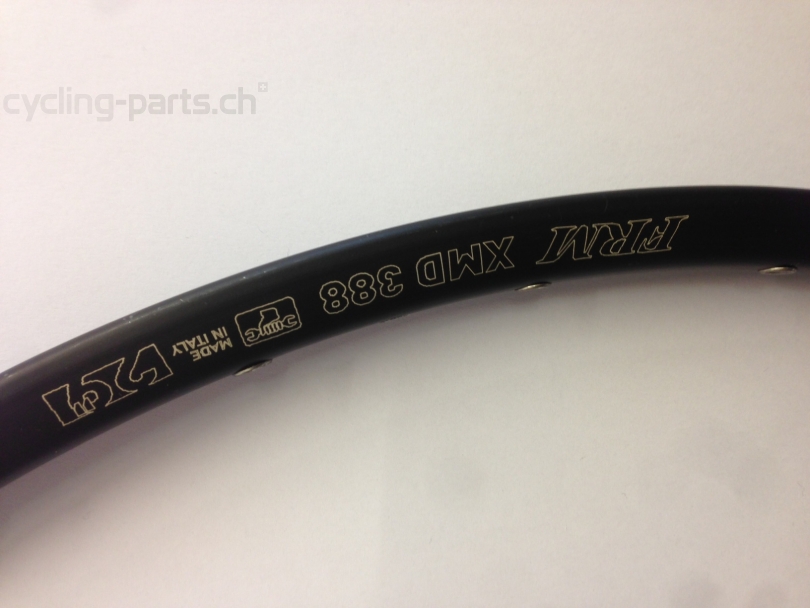 cycling-parts.ch
FRM XMD 388
MADE
IN ITALY